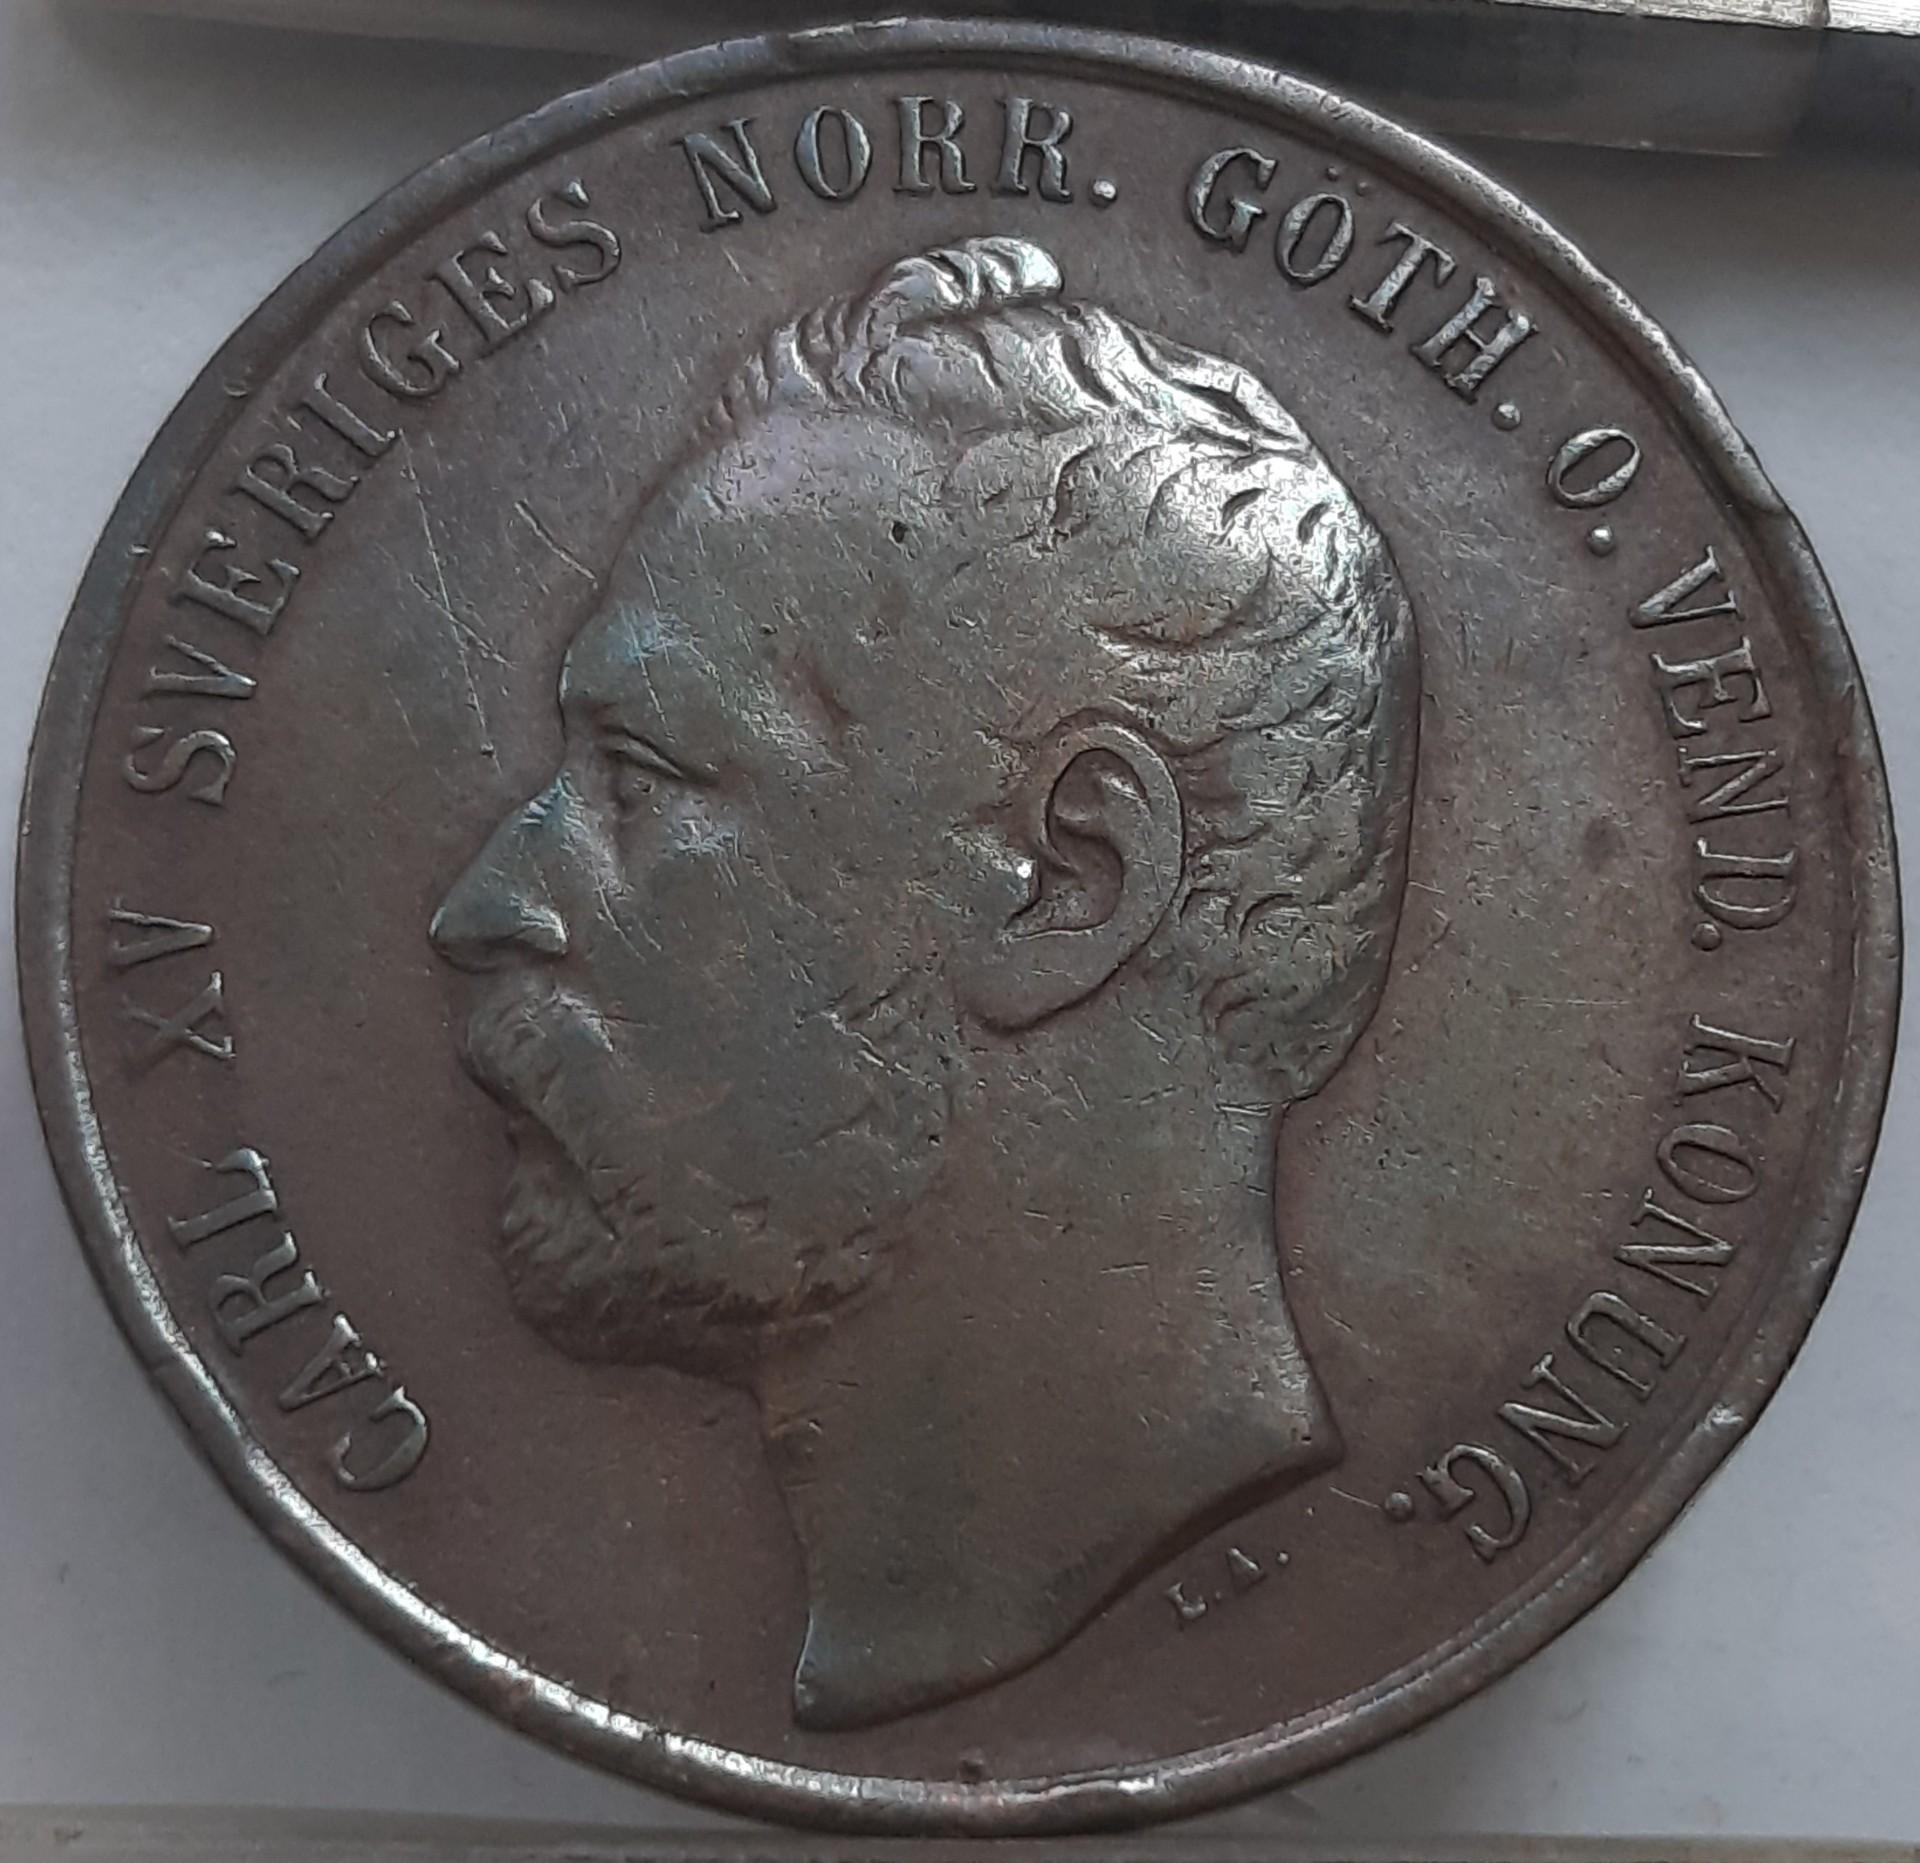 CARL XV SVERIGES NORR. GÖTH. O. VEND. KONUNG.
L.A.